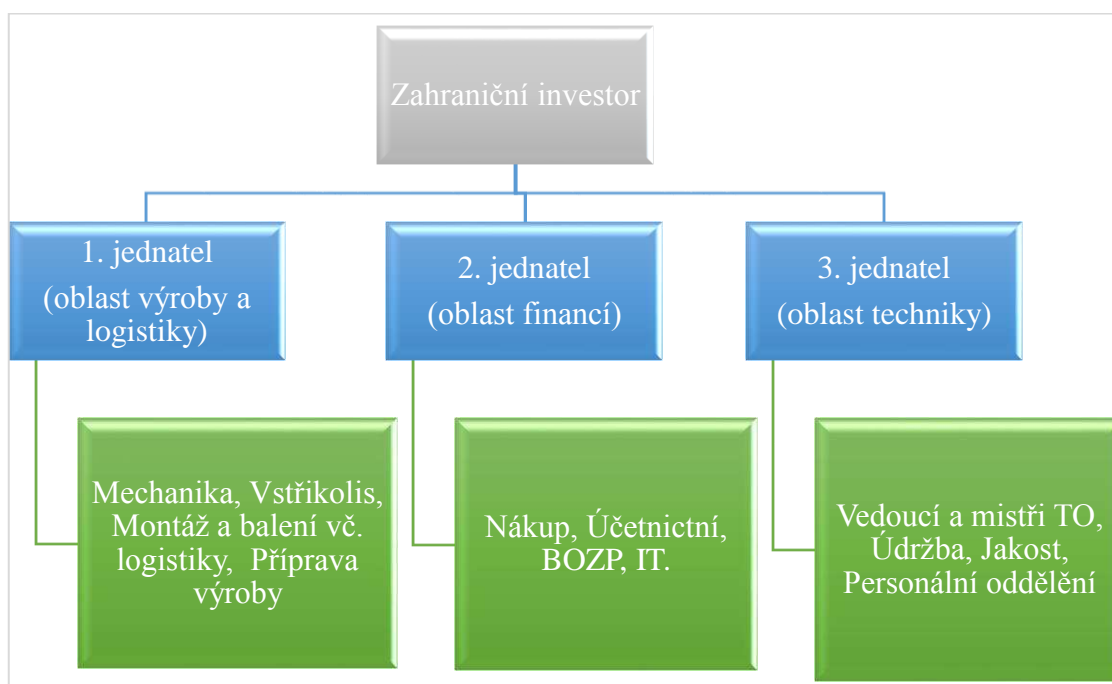 Zahraniční investor
1. jednatel
(oblast výroby a
logistiky)
2. jednatel
(oblast financí)
3. jednatel
(oblast techniky)
Mechanika, Vstřikolis,
Montáž a balení vč.
logistiky, Příprava
výroby
Nákup, Účetnictní,
BOZP, IT.
Vedoucí a mistři TO,
Údržba, Jakost,
Personální oddělění